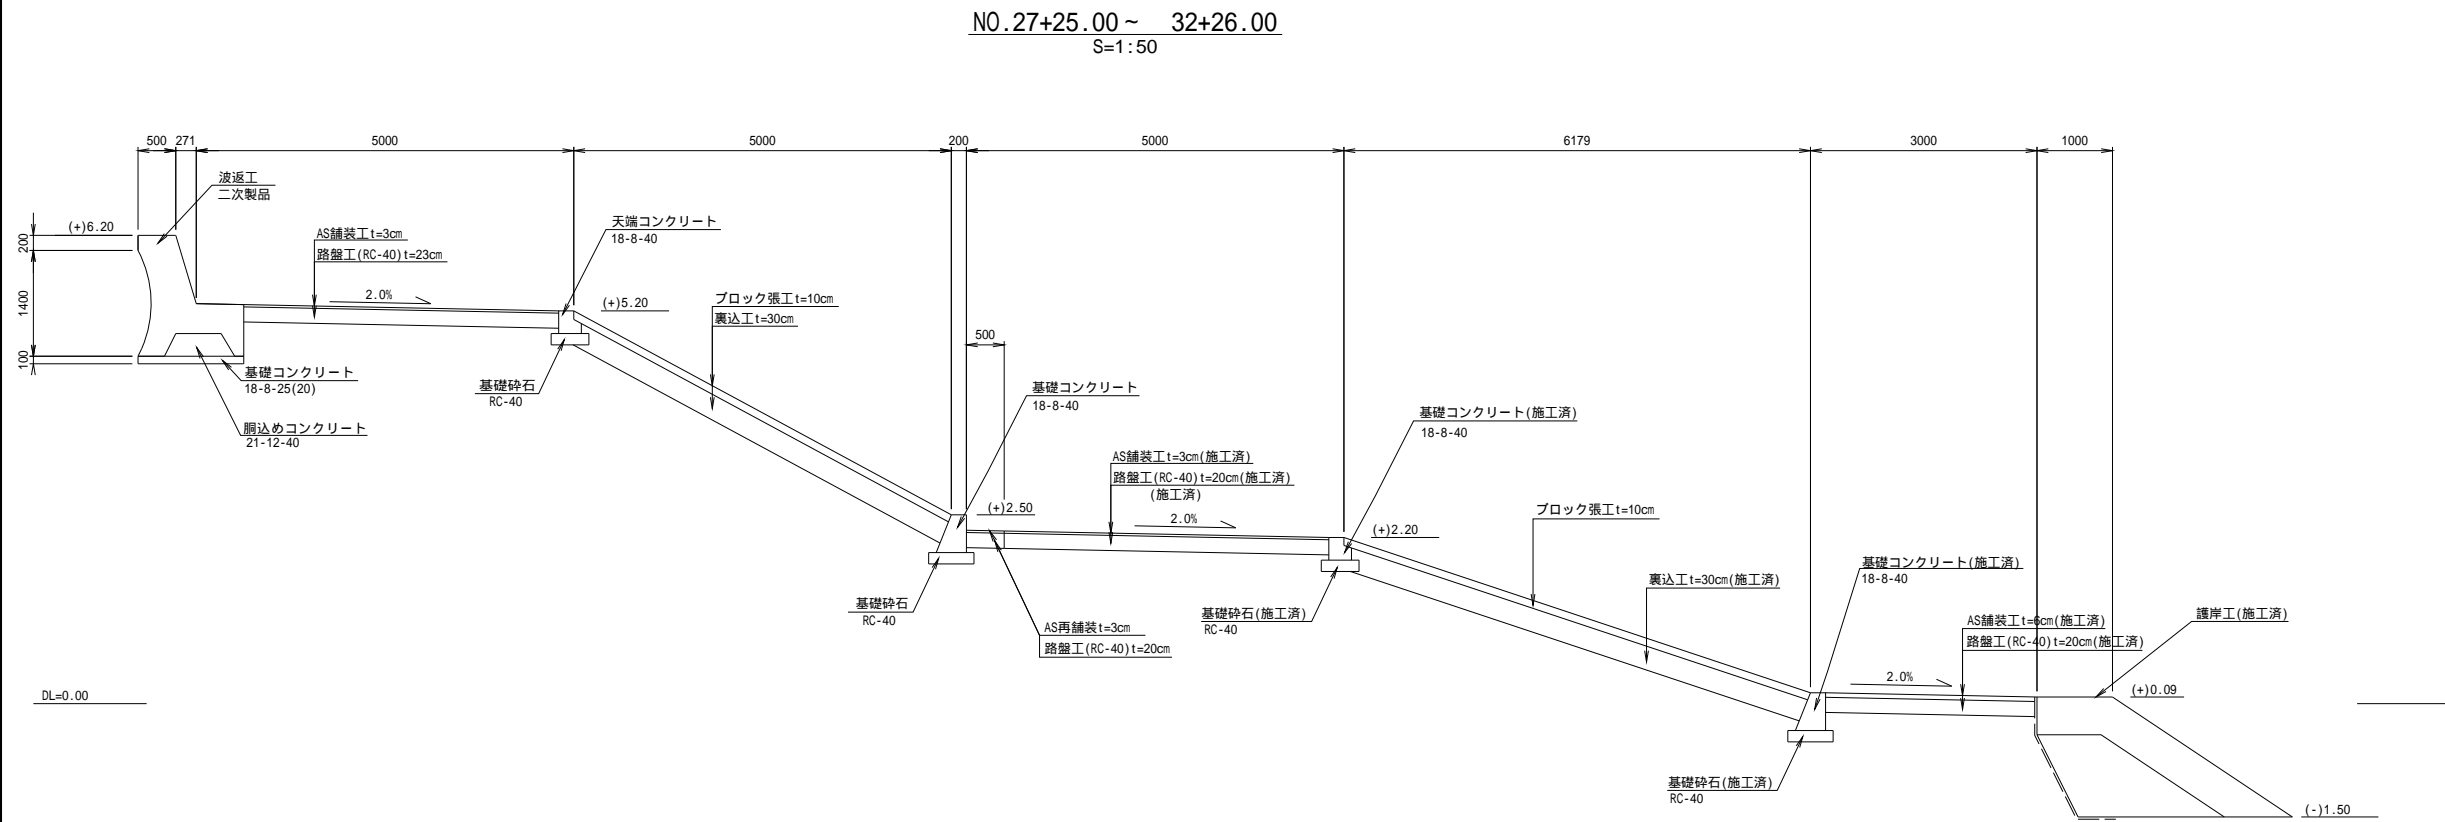 NO.27+25.00～ 32+26.00
S=1:50
500
271
5000
5000
200
5000
6179
3000
1000
波返工
二次製品
(+)6.20
200
1400
100
AS舗装工t=3cm
路盤工(RC-40)t=23cm
2.0%
天端コンクリート
18-8-40
(+)5.20
ブロック張工t=10cm
裏込工t=30cm
500
基礎コンクリート
18-8-25(20)
胴込めコンクリート
21-12-40
基礎砕石
RC-40
基礎コンクリート
18-8-40
(+)2.50
AS舗装工t=3cm(施工済)
路盤工(RC-40)t=20cm(施工済)
(施工済)
2.0%
基礎コンクリート(施工済)
18-8-40
(+)2.20
ブロック張工t=10cm
裏込工t=30cm(施工済)
基礎砕石
RC-40
AS再舗装t=3cm
路盤工(RC-40)t=20cm
基礎砕石(施工済)
RC-40
基礎コンクリート(施工済)
18-8-40
AS舗装工t=6cm(施工済)
路盤工(RC-40)t=20cm(施工済)
2.0%
護岸工(施工済)
(+)0.09
DL=0.00
基礎砕石(施工済)
RC-40
(-)1.50